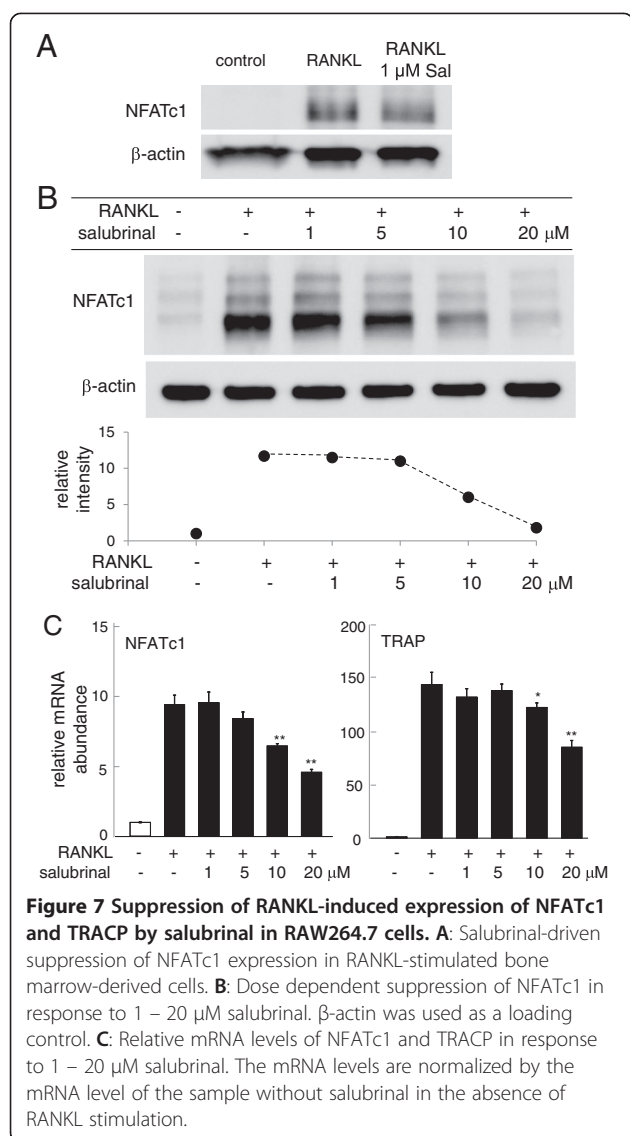 A
control RANKL RANKL
1 µM Sal
NFATc1
β-actin
B
RANKL - + + + + +
salubrinal - - 1 5 10 20 µM
NFATc1
β-actin
15
10
5
0
relative
intensity
RANKL - + + + + +
salubrinal - - 1 5 10 20 µM
C
15
10
5
0
relative mRNA
abundance
NFATc1
** **
RANKL - + + + + +
salubrinal - - 1 5 10 20 µM
200
150
100
50
0
TRAP
* **
- + + + + +
- - 1 5 10 20 µM
Figure 7 Suppression of RANKL-induced expression of NFATc1
and TRACP by salubrinal in RAW264.7 cells. A: Salubrinal-driven
suppression of NFATc1 expression in RANKL-stimulated bone
marrow-derived cells. B: Dose dependent suppression of NFATc1 in
response to 1 – 20 µM salubrinal. β-actin was used as a loading
control. C: Relative mRNA levels of NFATc1 and TRACP in response
to 1 – 20 µM salubrinal. The mRNA levels are normalized by the
mRNA level of the sample without salubrinal in the absence of
RANKL stimulation.